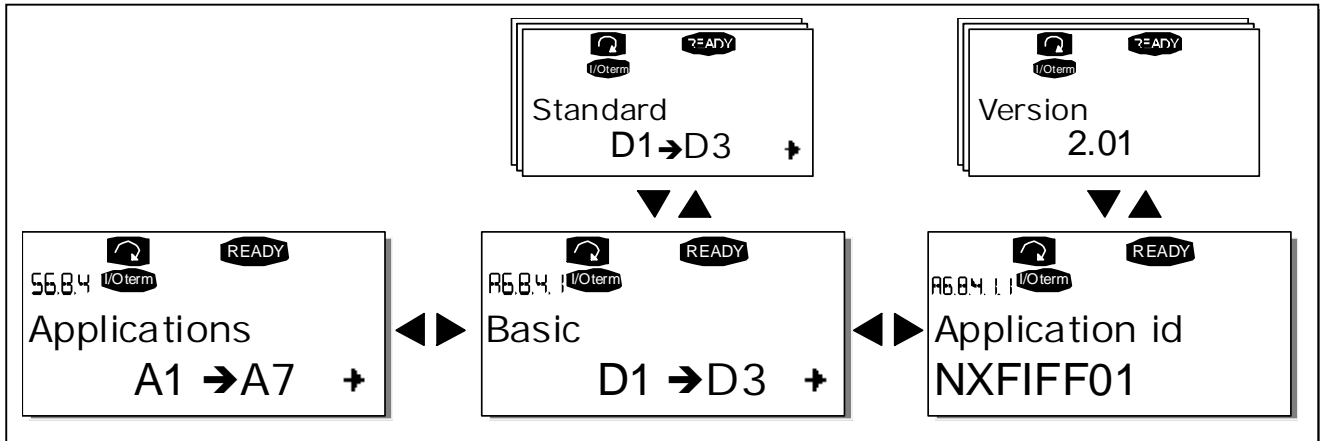 READY
I/Oterm
Standard
D1➔D3
READY
I/Oterm
Version
2.01
READY
S6.8.4 I/Oterm
Applications
A1 ➔A7
READY
A6.8.4.1 I/Oterm
Basic
D1 ➔D3
READY
A6.8.4.1.1 I/Oterm
Application id
NXFIFF01